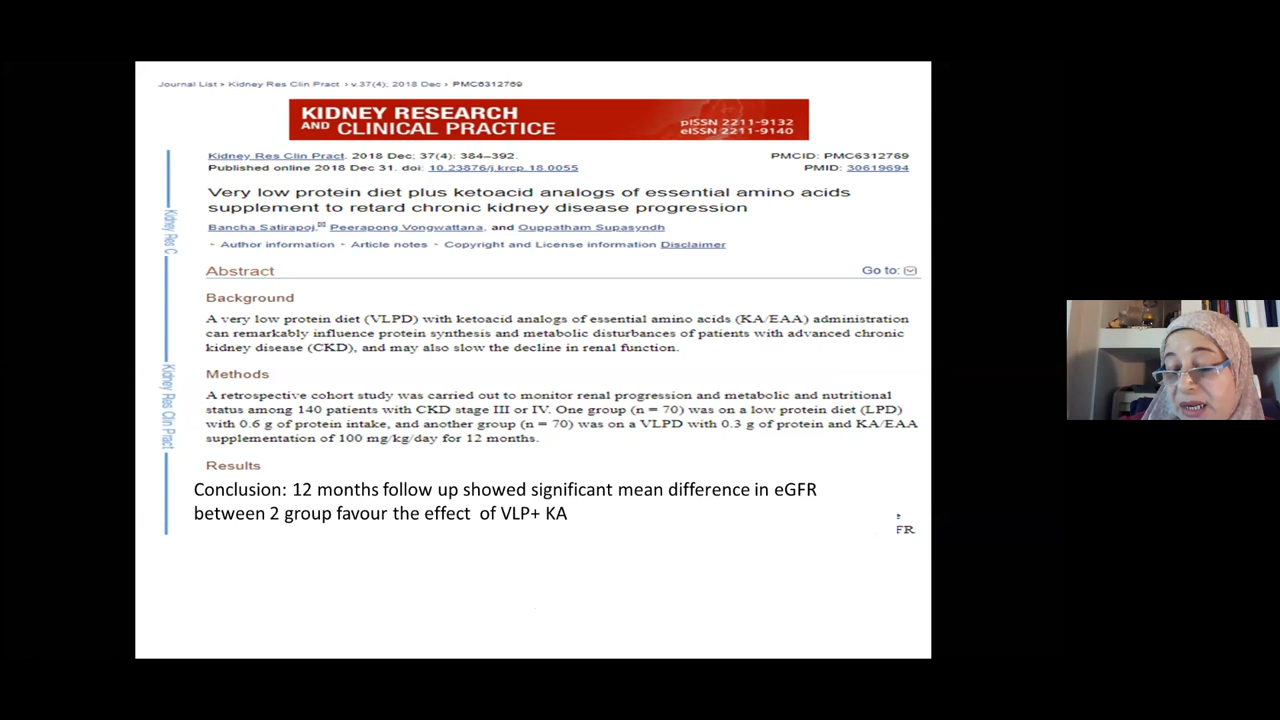 Journal List > Kidney Res Clin Pract > v.37(4); 2018 Dec > PMC6312769
KIDNEY RESEARCH
AND CLINICAL PRACTICE
pISSN 2211-9132
eISSN 2211-9140
Kidney Res Clin Pract. 2018 Dec; 37(4): 384–392.
PMCID: PMC6312769
Published online 2018 Dec 31. doi: 10.23876/j.krcp.18.0055
PMID: 30619694
Very low protein diet plus ketoacid analogs of essential amino acids
supplement to retard chronic kidney disease progression
Bancha Satirapoj, Peerapong Vongwattana, and Ouppatham Supasyndh
Author information • Article notes • Copyright and License information Disclaimer
Kidney Res C
Abstract
Go to:
Background
A very low protein diet (VLPD) with ketoacid analogs of essential amino acids (KA/EAA) administration
can remarkably influence protein synthesis and metabolic disturbances of patients with advanced chronic
kidney disease (CKD), and may also slow the decline in renal function.
Methods
Kidney Res Clin Pract
A retrospective cohort study was carried out to monitor renal progression and metabolic and nutritional
status among 140 patients with CKD stage III or IV. One group (n = 70) was on a low protein diet (LPD)
with 0.6 g of protein intake, and another group (n = 70) was on a VLPD with 0.3 g of protein and KA/EAA
supplementation of 100 mg/kg/day for 12 months.
Results
Conclusion: 12 months follow up showed significant mean difference in eGFR
between 2 group favour the effect of VLP+ KA
FR